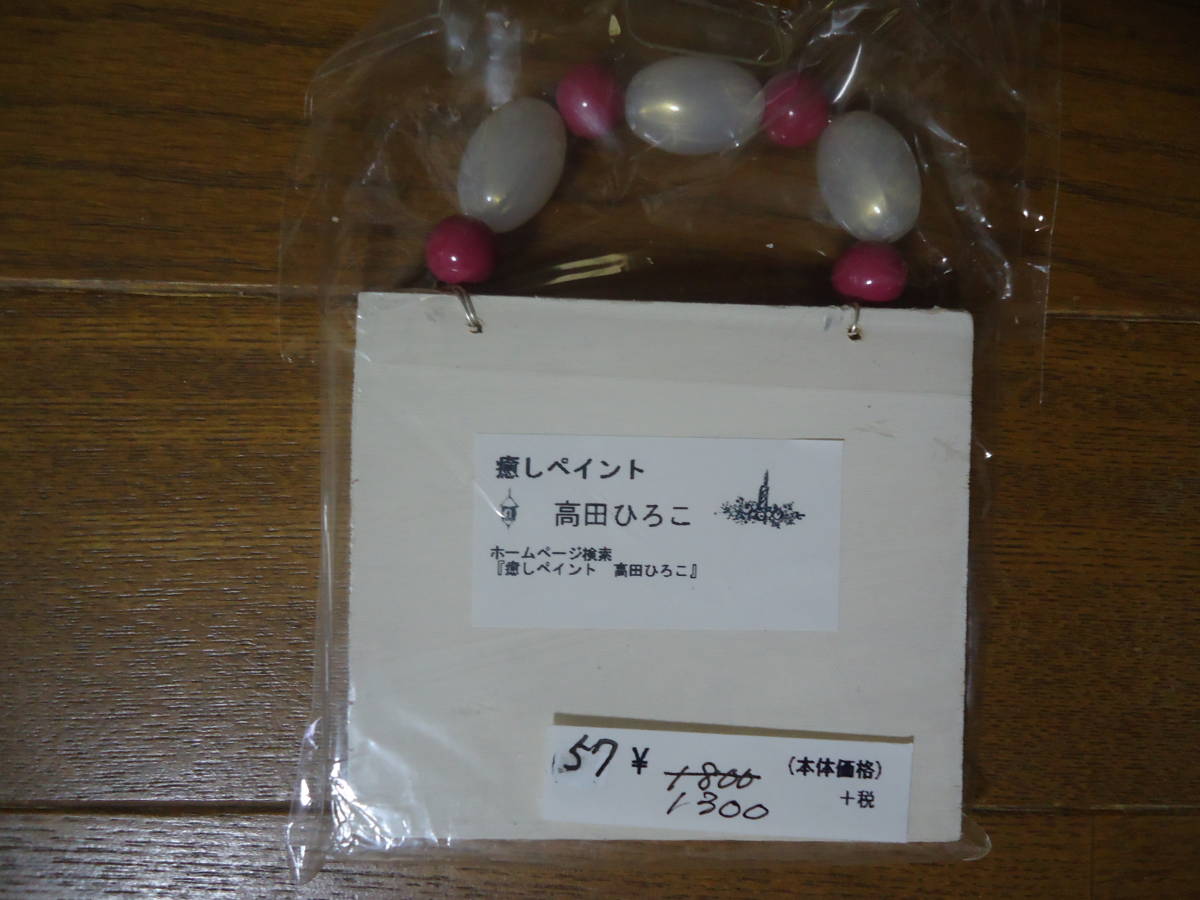 癒しペイント
高田ひろこ
ホームページ検索
『癒しペイント　高田ひろこ』
57 ¥ 1800 （本体価格）
1300 +税